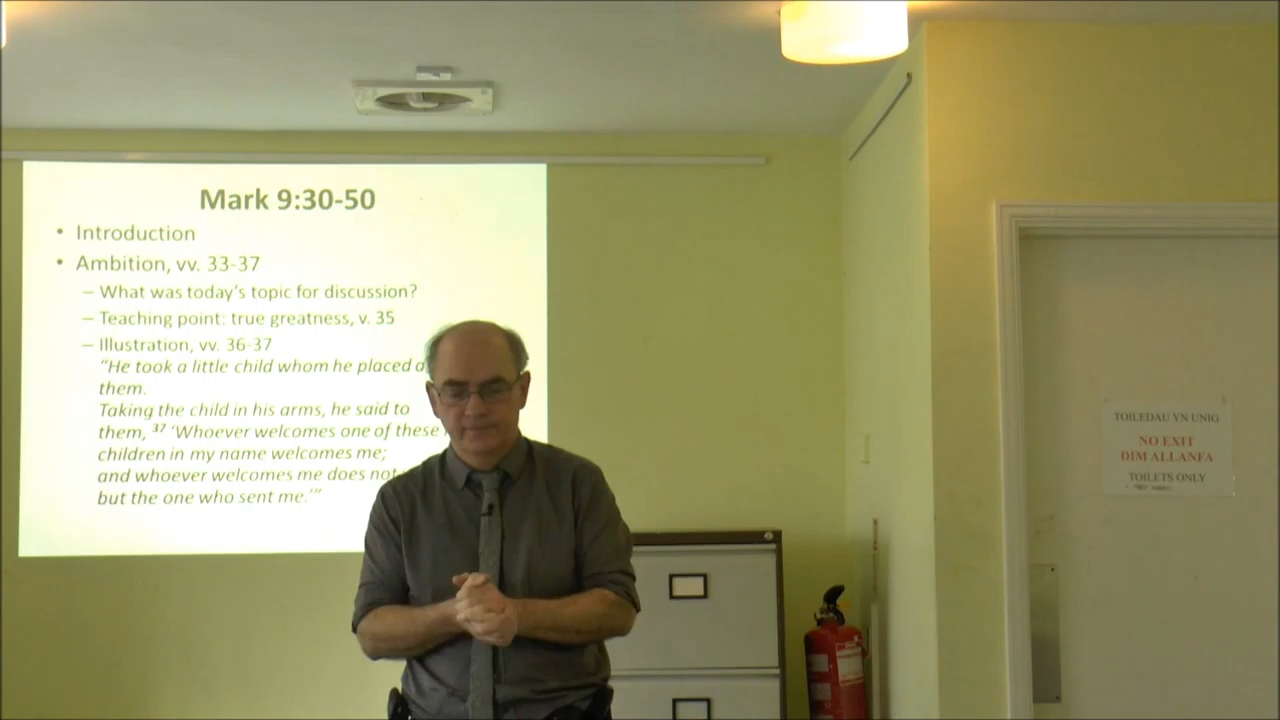 Mark 9:30-50
• Introduction
• Ambition, vv. 33-37
– What was today's topic for discussion?
– Teaching point: true greatness, v. 35
– Illustration, vv. 36-37
"He took a little child whom he placed
them.
Taking the child in his arms, he said to
them, 37 'Whoever welcomes one of these
children in my name welcomes me;
and whoever welcomes me does not
but the one who sent me.'"
TOILEDAU YN UNIG
NO EXIT
DIM ALLANFA
TOILETS ONLY